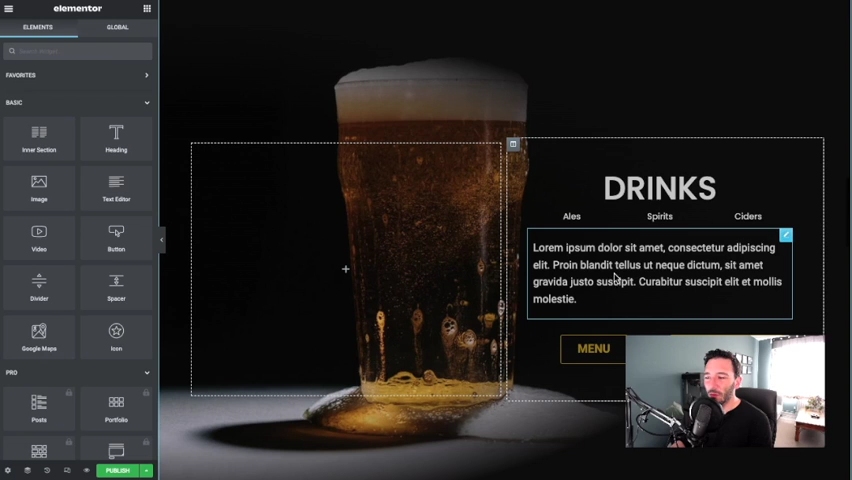 elementor
ELEMENTS
GLOBAL
Search Widget...
FAVORITES
BASIC
Inner Section
Heading
Image
Text Editor
Video
Button
Divider
Spacer
Google Maps
Icon
PRO
Posts
Portfolio
PUBLISH
DRINKS
Ales
Spirits
Ciders
Lorem ipsum dolor sit amet, consectetur adipiscing
elit. Proin blandit tellus ut neque dictum, sit amet
gravida justo suscipit. Curabitur suscipit elit et mollis
molestie.
MENU